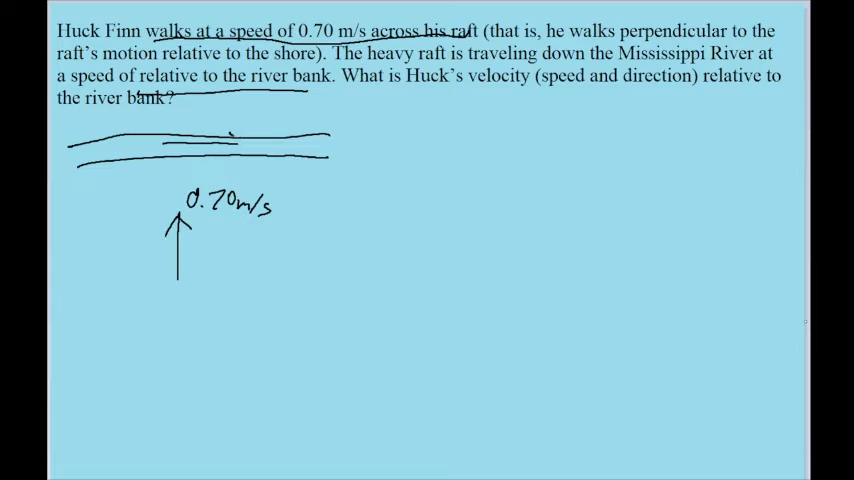 Huck Finn walks at a speed of 0.70 m/s across his raft (that is, he walks perpendicular to the
raft’s motion relative to the shore). The heavy raft is traveling down the Mississippi River at
a speed of relative to the river bank. What is Huck’s velocity (speed and direction) relative to
the river bank?
0.70m/s